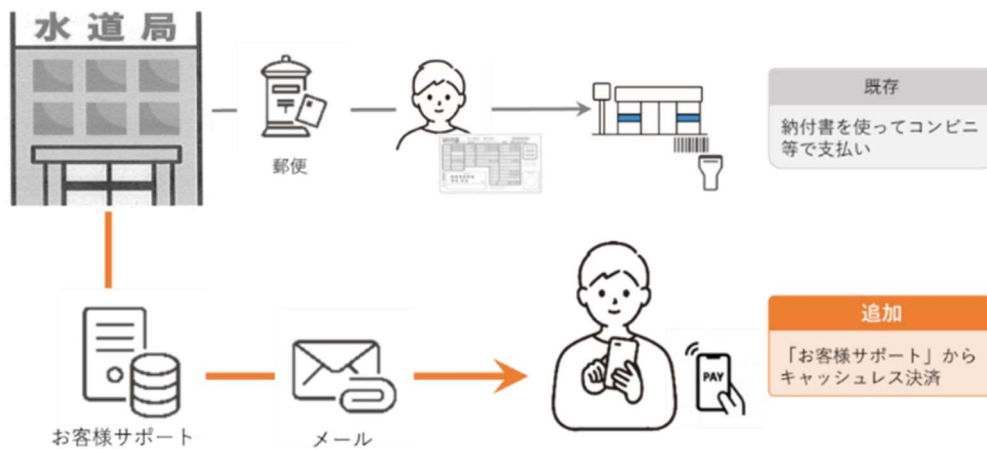 水道局
郵便
既存
納付書を使ってコンビニ
等で支払い
お客様サポート
メール
PAY
追加
「お客様サポート」から
キャッシュレス決済